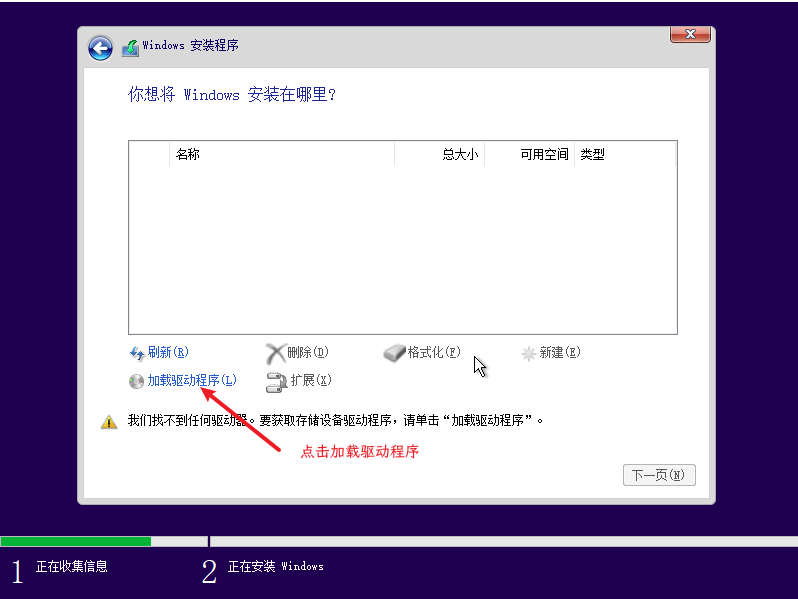 Windows 安装程序
你想将 Windows 安装在哪里?
名称 总大小 可用空间 类型
刷新(R) 删除(D) 格式化(F) 新建(E)
加载驱动程序(L) 扩展(X)
我们找不到任何驱动器。要获取存储设备驱动程序，请单击“加载驱动程序”。
点击加载驱动程序
下一页(N)
1 正在收集信息 2 正在安装 Windows